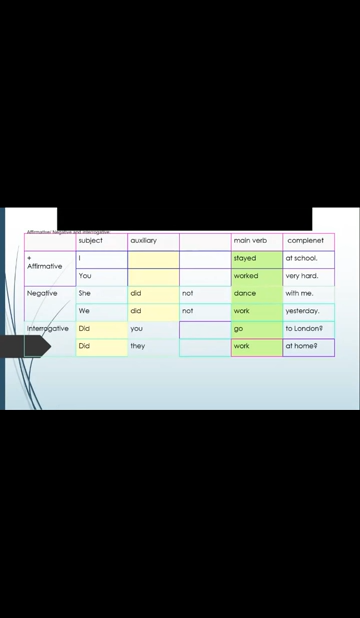 Affirmative/ Negative and Interrogative
subject auxiliary main verb complenet
+ Affirmative I stayed at school.
You worked very hard.
Negative She did not dance with me.
We did not work yesterday.
Interrogative Did you go to London?
Did they work at home?